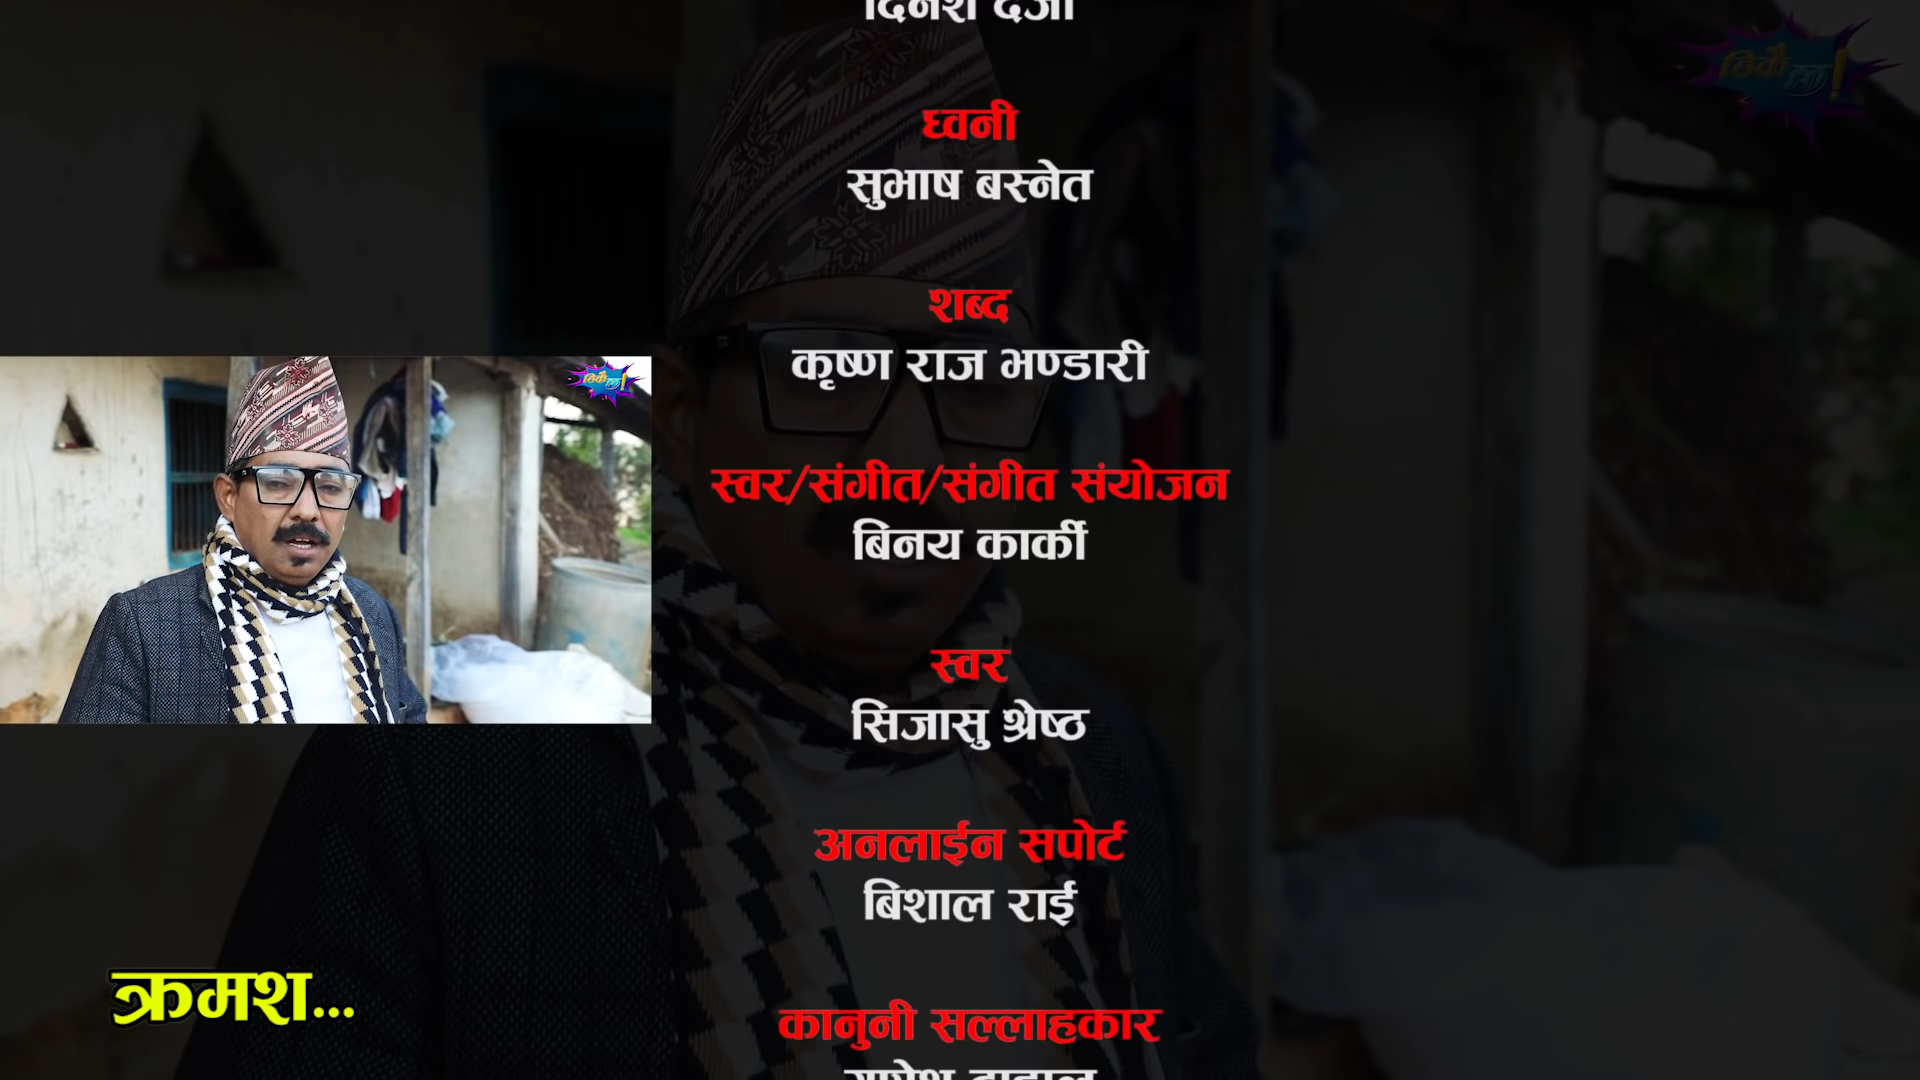 ध्वनी
सुभाष बस्नेत
शब्द
कृष्ण राज भण्डारी
स्वर/संगीत/संगीत संयोजन
बिनय कार्की
स्वर
सिजासु श्रेष्ठ
अनलाईन सपोर्ट
बिशाल राई
क्रमश...
कानुनी सल्लाहकार